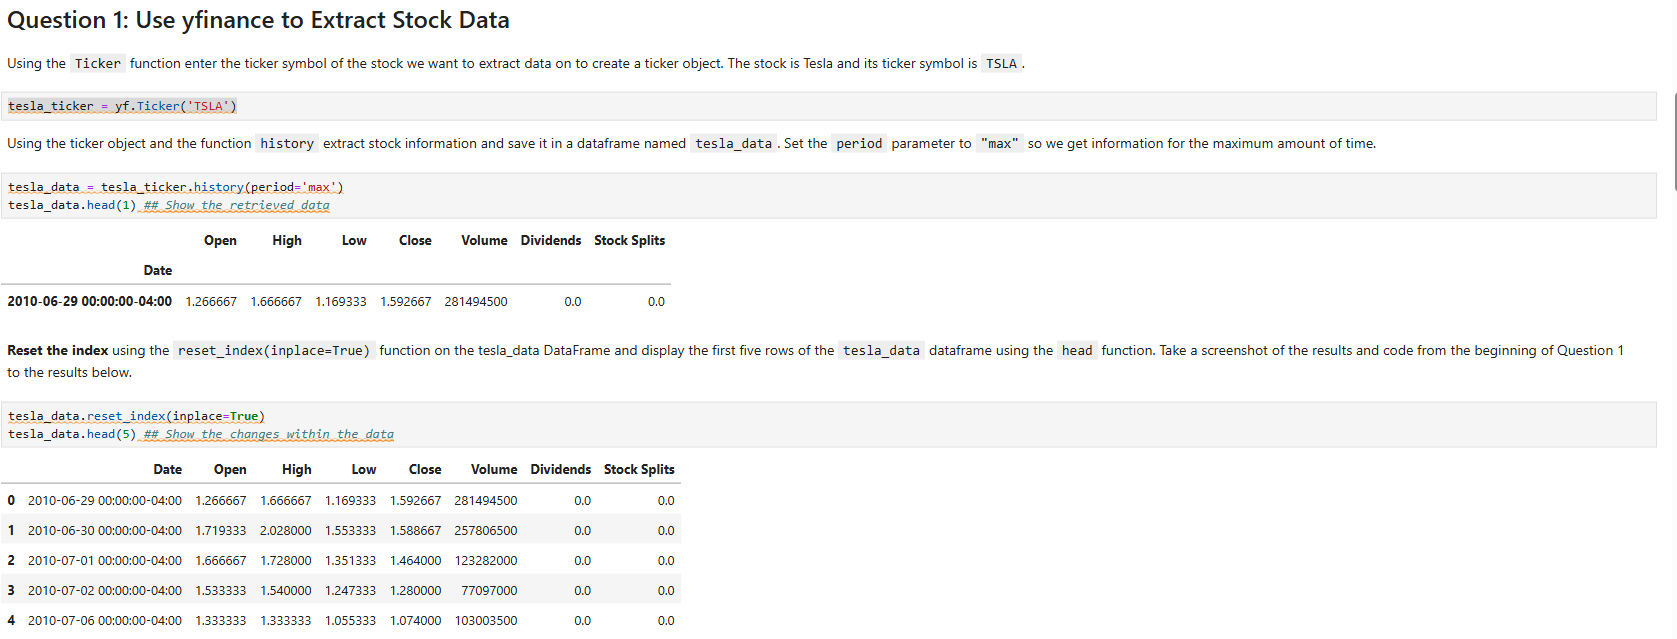 Question 1: Use yfinance to Extract Stock Data
Using the Ticker function enter the ticker symbol of the stock we want to extract data on to create a ticker object. The stock is Tesla and its ticker symbol is TSLA .
tesla_ticker = yf.Ticker('TSLA')
Using the ticker object and the function history extract stock information and save it in a dataframe named tesla_data . Set the period parameter to "max" so we get information for the maximum amount of time.
tesla_data = tesla_ticker.history(period='max')
tesla_data.head(1) ## Show the retrieved data
Open High Low Close Volume Dividends Stock Splits
Date
2010-06-29 00:00:00-04:00 1.266667 1.666667 1.169333 1.592667 281494500 0.0 0.0
Reset the index using the reset_index(inplace=True) function on the tesla_data DataFrame and display the first five rows of the tesla_data dataframe using the head function. Take a screenshot of the results and code from the beginning of Question 1
to the results below.
tesla_data.reset_index(inplace=True)
tesla_data.head(5) ## Show the changes within the data
Date Open High Low Close Volume Dividends Stock Splits
0 2010-06-29 00:00:00-04:00 1.266667 1.666667 1.169333 1.592667 281494500 0.0 0.0
1 2010-06-30 00:00:00-04:00 1.719333 2.028000 1.553333 1.588667 257806500 0.0 0.0
2 2010-07-01 00:00:00-04:00 1.666667 1.728000 1.351333 1.464000 123282000 0.0 0.0
3 2010-07-02 00:00:00-04:00 1.533333 1.540000 1.247333 1.280000 77097000 0.0 0.0
4 2010-07-06 00:00:00-04:00 1.333333 1.333333 1.055333 1.074000 103003500 0.0 0.0